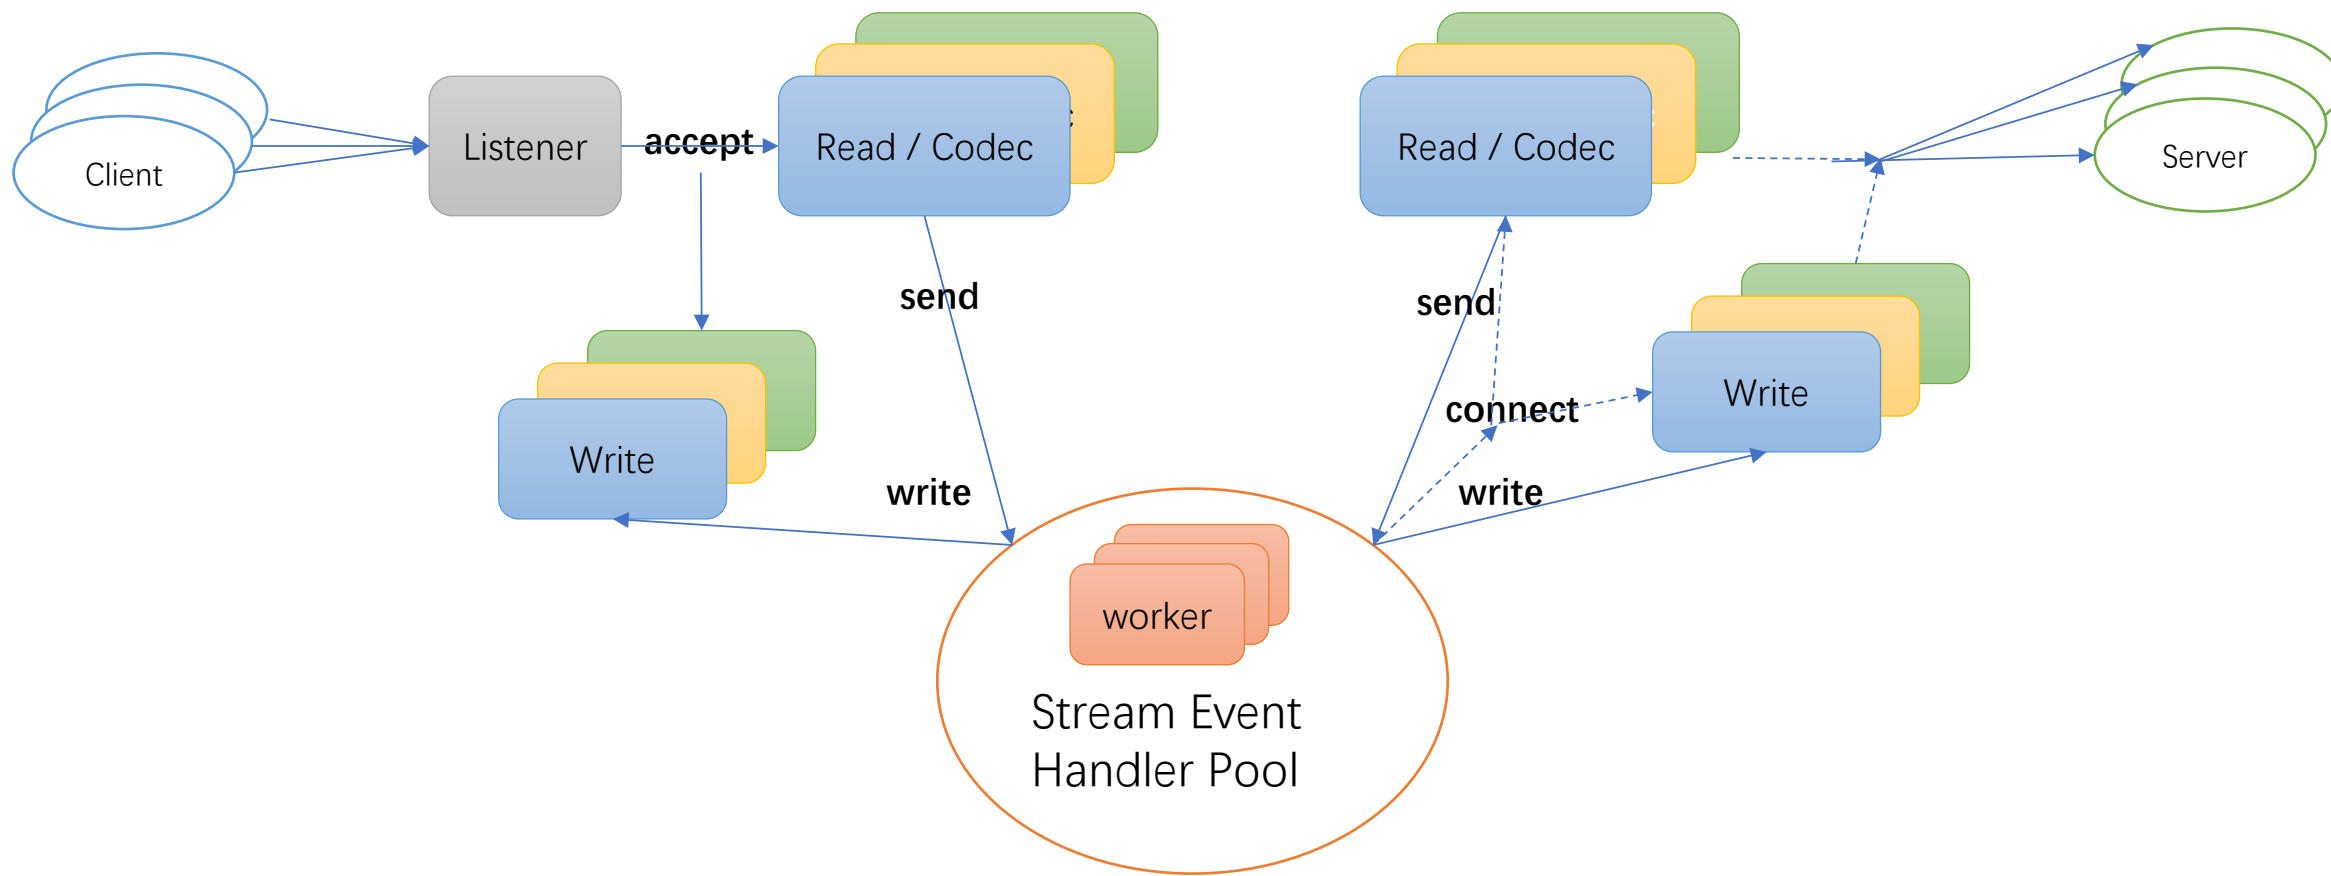 Client
Listener
accept
Read / Codec
Read / Codec
Server
send
send
connect
Write
Write
write
write
worker
Stream Event
Handler Pool